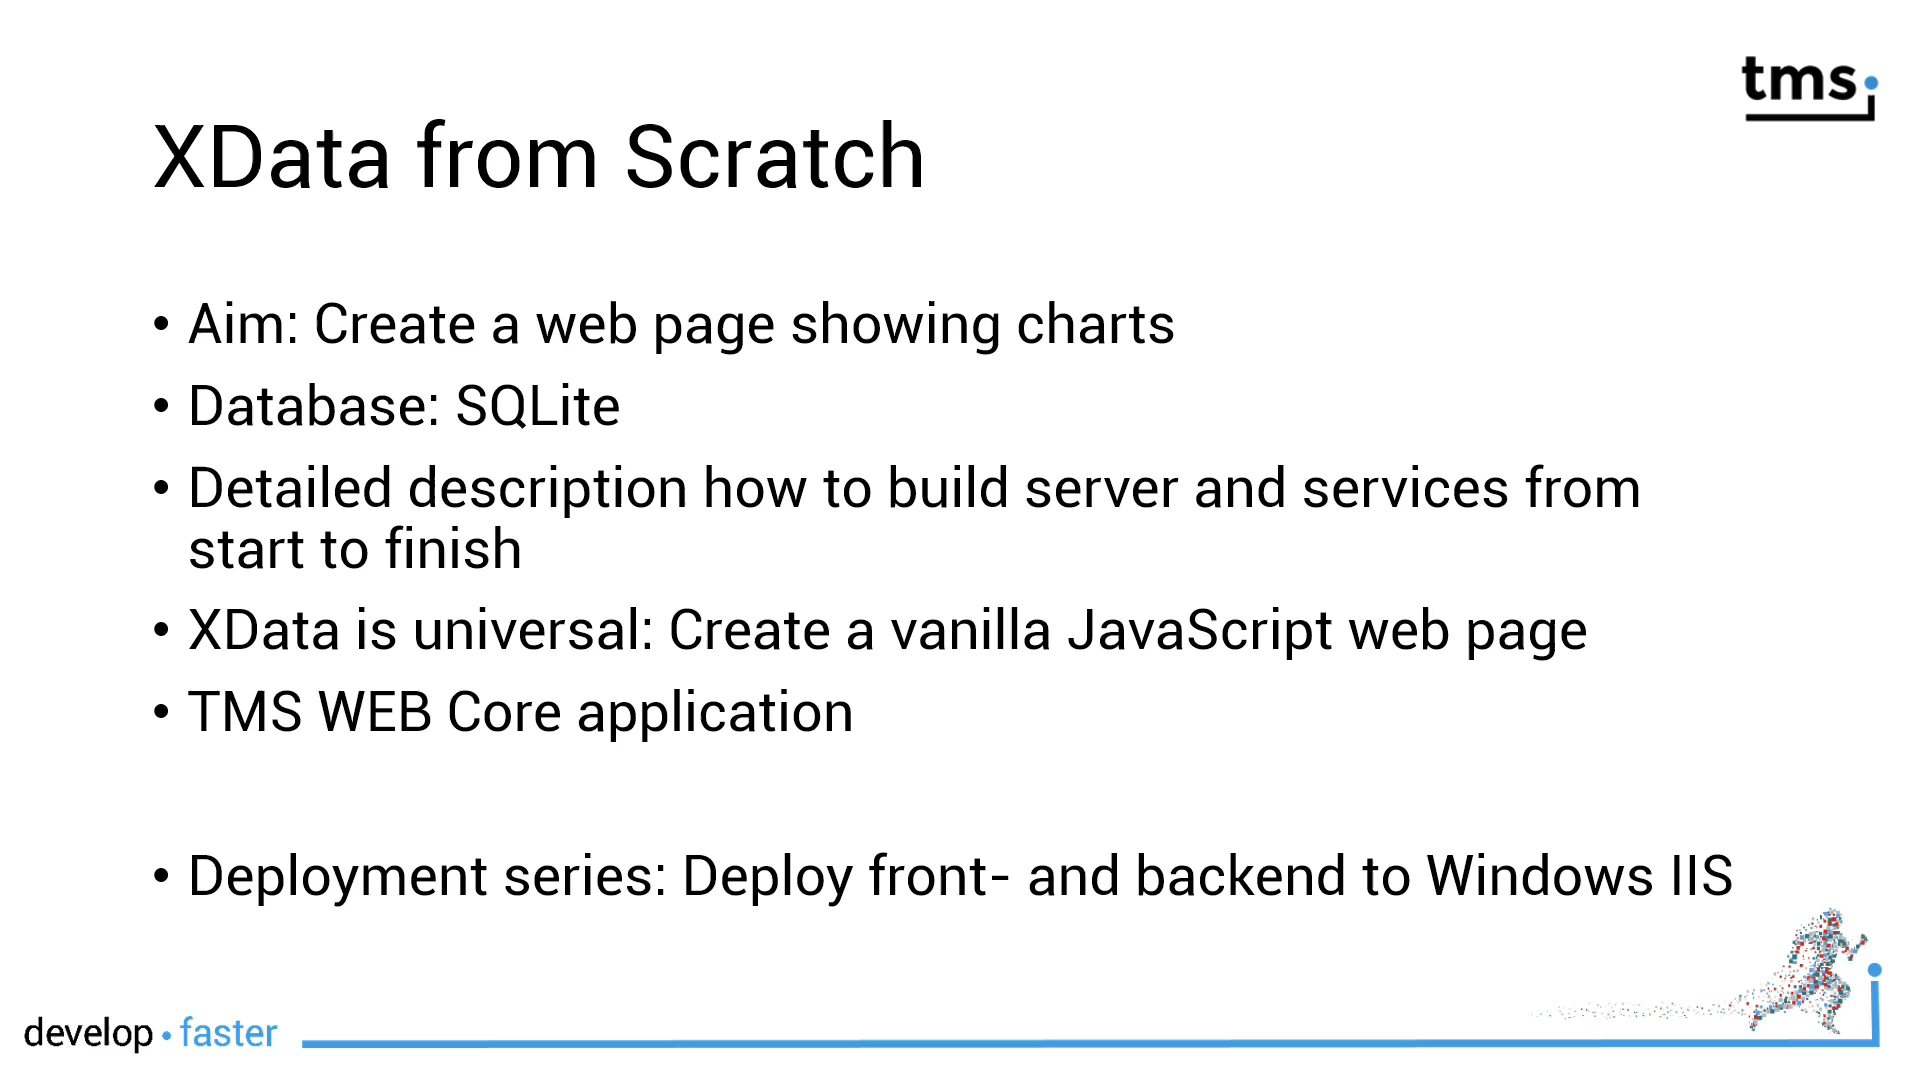 tms
XData from Scratch
• Aim: Create a web page showing charts
• Database: SQLite
• Detailed description how to build server and services from
start to finish
• XData is universal: Create a vanilla JavaScript web page
• TMS WEB Core application
• Deployment series: Deploy front- and backend to Windows IIS
develop • faster